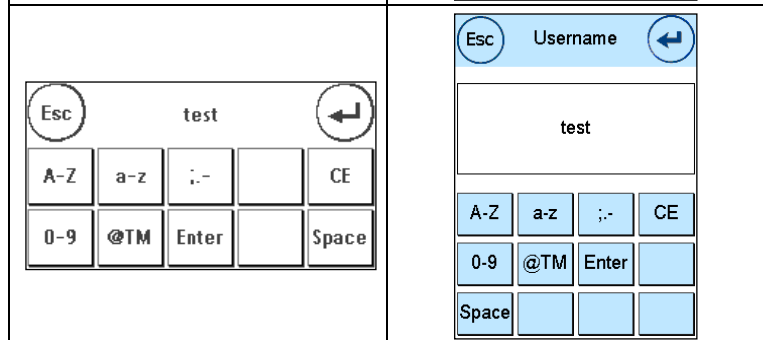 Esc test
A-Z a-z ;.- CE
0-9 @TM Enter Space
Esc Username
test
A-Z a-z ;.- CE
0-9 @TM Enter
Space